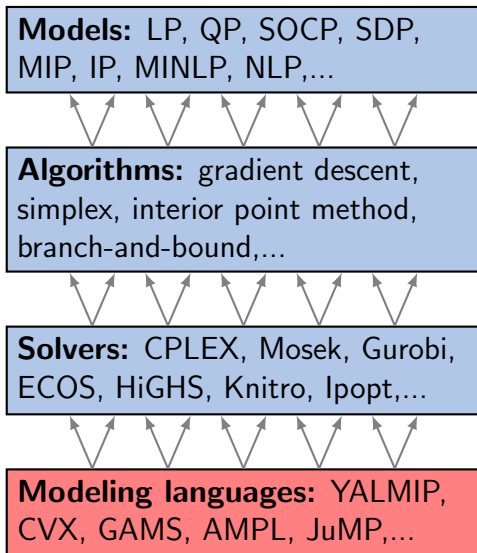 Models: LP, QP, SOCP, SDP,
MIP, IP, MINLP, NLP,...
Algorithms: gradient descent,
simplex, interior point method,
branch-and-bound,...
Solvers: CPLEX, Mosek, Gurobi,
ECOS, HiGHS, Knitro, Ipopt,...
Modeling languages: YALMIP,
CVX, GAMS, AMPL, JuMP,...